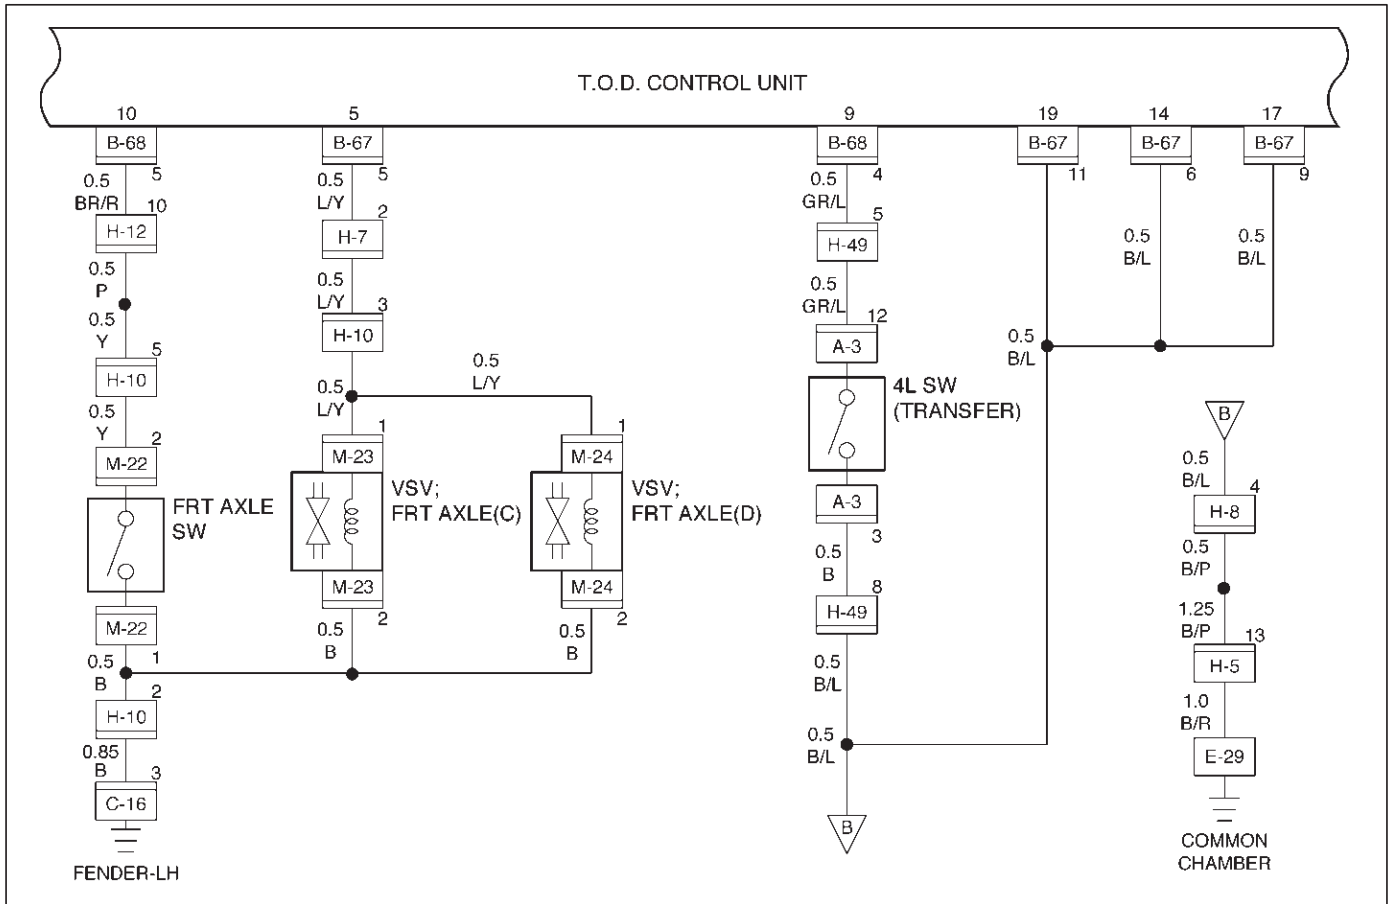 T.O.D. CONTROL UNIT
10 5 9 19 14 17
B-68 B-67 B-68 B-67 B-67 B-67
5 5 4 11 6 9
0.5 BR/R
0.5 L/Y
0.5 GR/L
10
H-12
2
H-7
5
H-49
0.5 B/L
0.5 B/L
0.5 P
0.5 L/Y
0.5 GR/L
0.5 Y
3
H-10
12
A-3
0.5 B/L
5
H-10
0.5 L/Y
0.5 L/Y
4L SW
(TRANSFER)
0.5 Y
2
M-22
1
M-23
1
M-24
B
0.5 B/L
FRT AXLE
SW
VSV;
FRT AXLE(C)
VSV;
FRT AXLE(D)
A-3
3
4
H-8
0.5 B
0.5 B/P
M-23
2
M-24
2
8
H-49
1.25 B/P
M-22
1
0.5 B
0.5 B
0.5 B
13
H-5
0.5 B/L
2
H-10
1.0 B/R
0.85 B
0.5 B/L
E-29
3
C-16
B
COMMON
CHAMBER
FENDER-LH